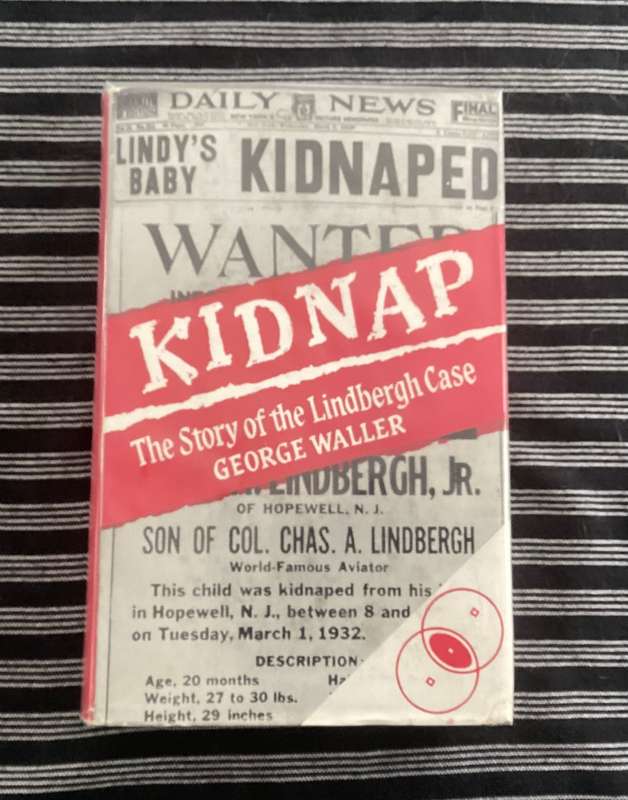 DAILY NEWS FINAL
LINDY'S
BABY
KIDNAPED
WANTED
KIDNAP
The Story of the Lindbergh Case
GEORGE WALLER
LINDBERGH, JR.
OF HOPEWELL, N. J.
SON OF COL. CHAS. A. LINDBERGH
World-Famous Aviator
This child was kidnaped from his
in Hopewell, N. J., between 8 and
on Tuesday, March 1, 1932.
DESCRIPTION:
Age, 20 months
Weight, 27 to 30 lbs.
Height, 29 inches